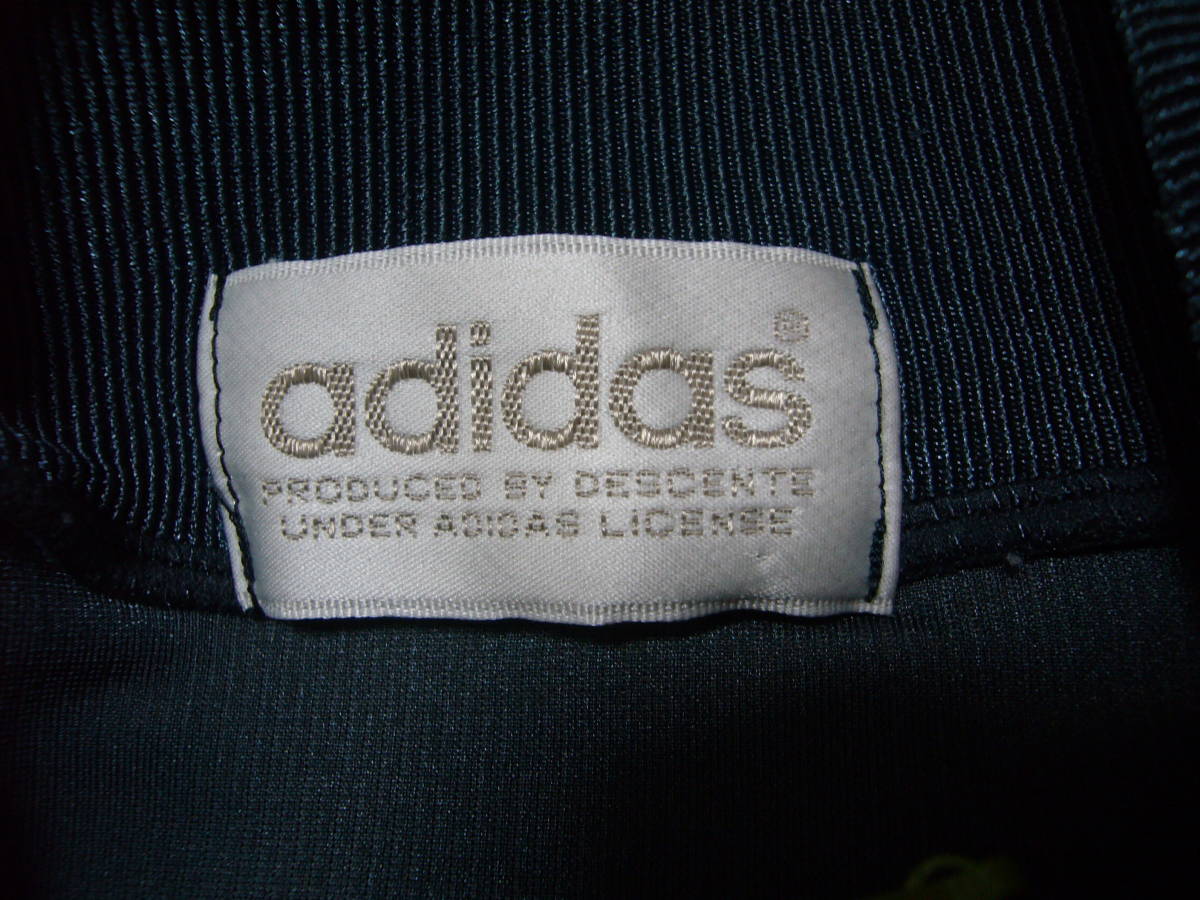 adidas®
PRODUCED BY DESCENTE
UNDER ADIDAS LICENSE